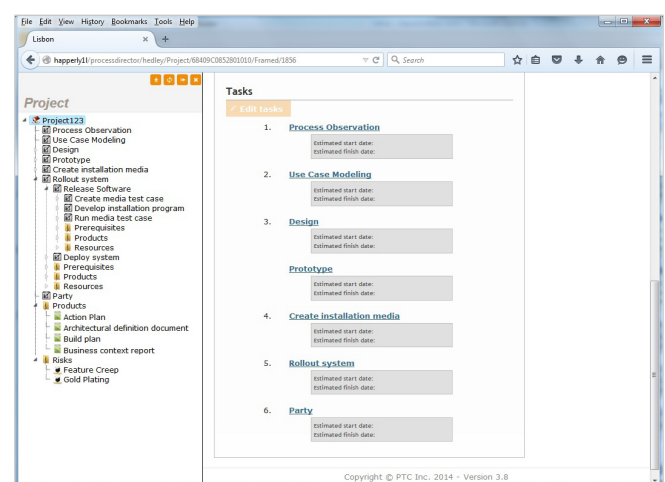 File Edit View History Bookmarks Tools Help
Lisbon
happerly1l/processdirector/hedley/Project/68409C0852801010/Framed/1856
Search
Project
Project123
Process Observation
Use Case Modeling
Design
Prototype
Create installation media
Rollout system
Release Software
Create media test case
Develop installation program
Run media test case
Prerequisites
Products
Resources
Deploy system
Prerequisites
Products
Resources
Party
Products
Action Plan
Architectural definition document
Build plan
Business context report
Risks
Feature Creep
Gold Plating
Tasks
Edit tasks
1. Process Observation
Estimated start date:
Estimated finish date:
2. Use Case Modeling
Estimated start date:
Estimated finish date:
3. Design
Estimated start date:
Estimated finish date:
Prototype
Estimated start date:
Estimated finish date:
4. Create installation media
Estimated start date:
Estimated finish date:
5. Rollout system
Estimated start date:
Estimated finish date:
6. Party
Estimated start date:
Estimated finish date:
Copyright © PTC Inc. 2014 - Version 3.8